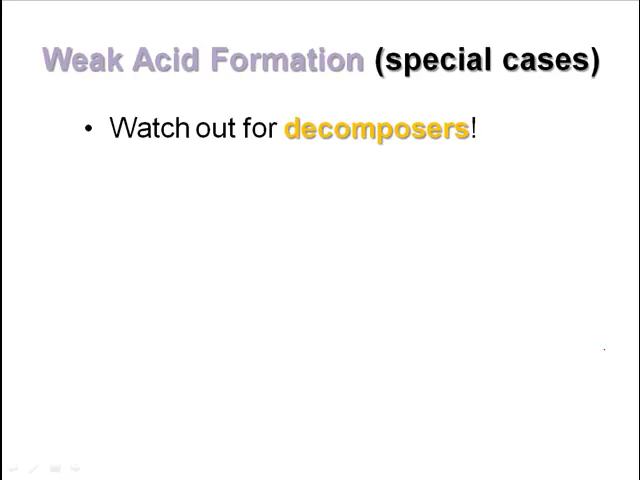 Weak Acid Formation (special cases)
• Watch out for decomposers!